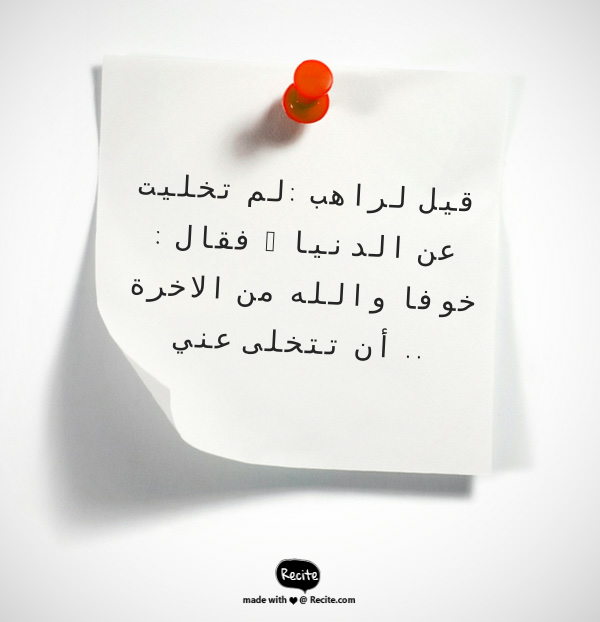 قيل لراهب :لم تخليت
عن الدنيا ▯ فقال :
خوفا والله من الاخرة
أن تتخلى عني ..
Recite
made with ❤ @ Recite.com